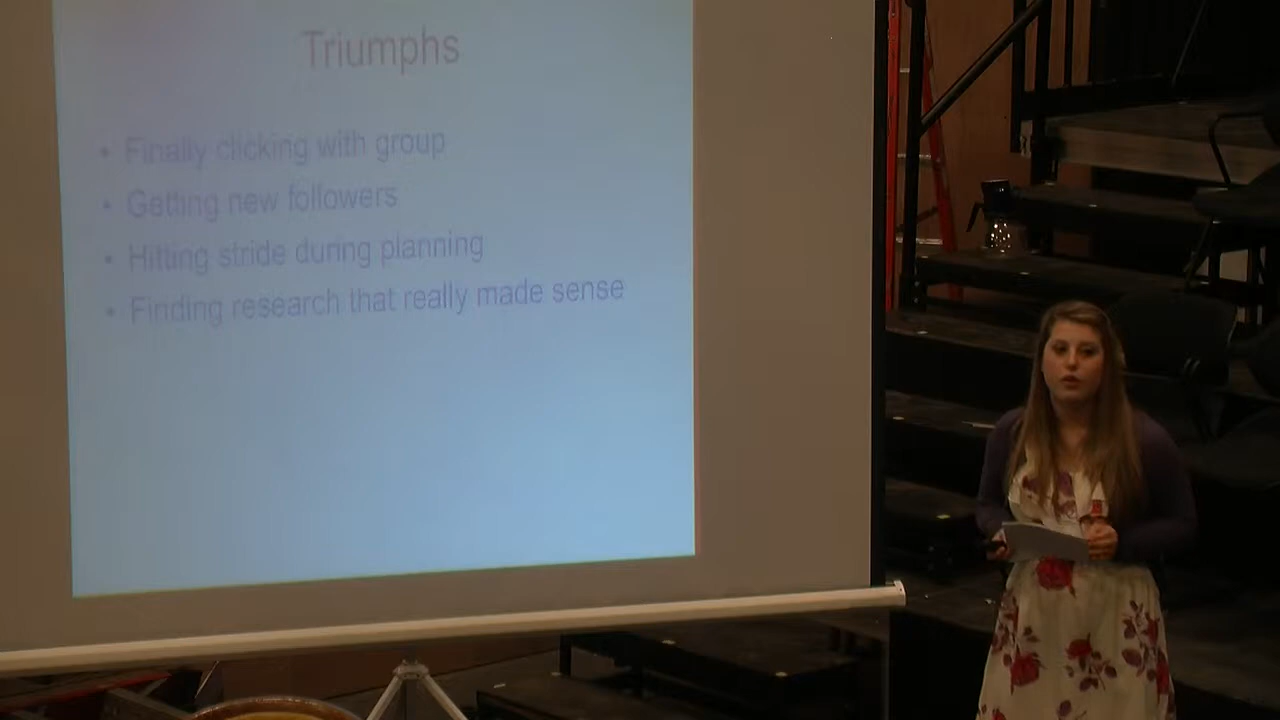 Triumphs
• Finally clicking with group
• Getting new followers
• Hitting stride during planning
• Finding research that really made sense